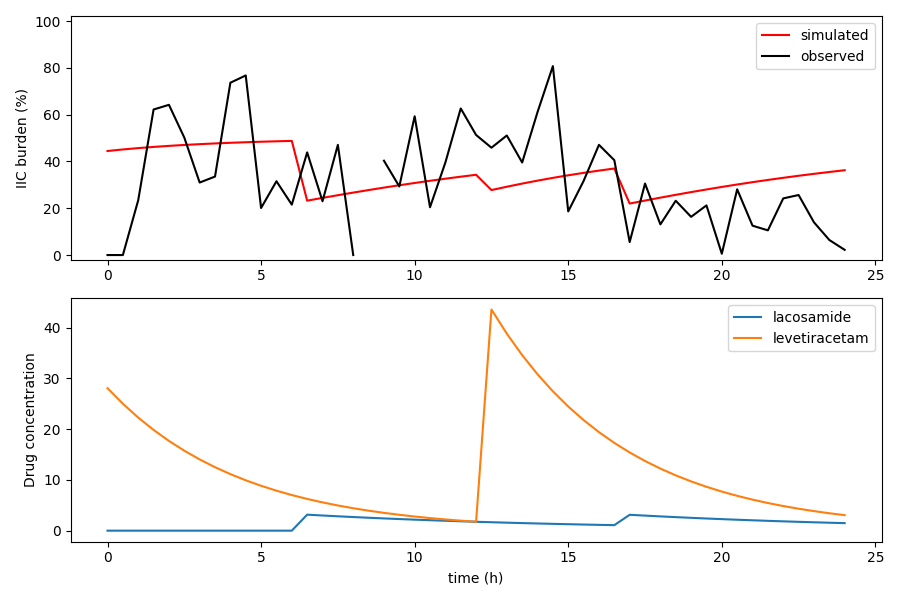 IIC burden (%)
100
80
60
40
20
0
simulated
observed
0 5 10 15 20 25
Drug concentration
40
30
20
10
0
lacosamide
levetiracetam
0 5 10 15 20 25
time (h)